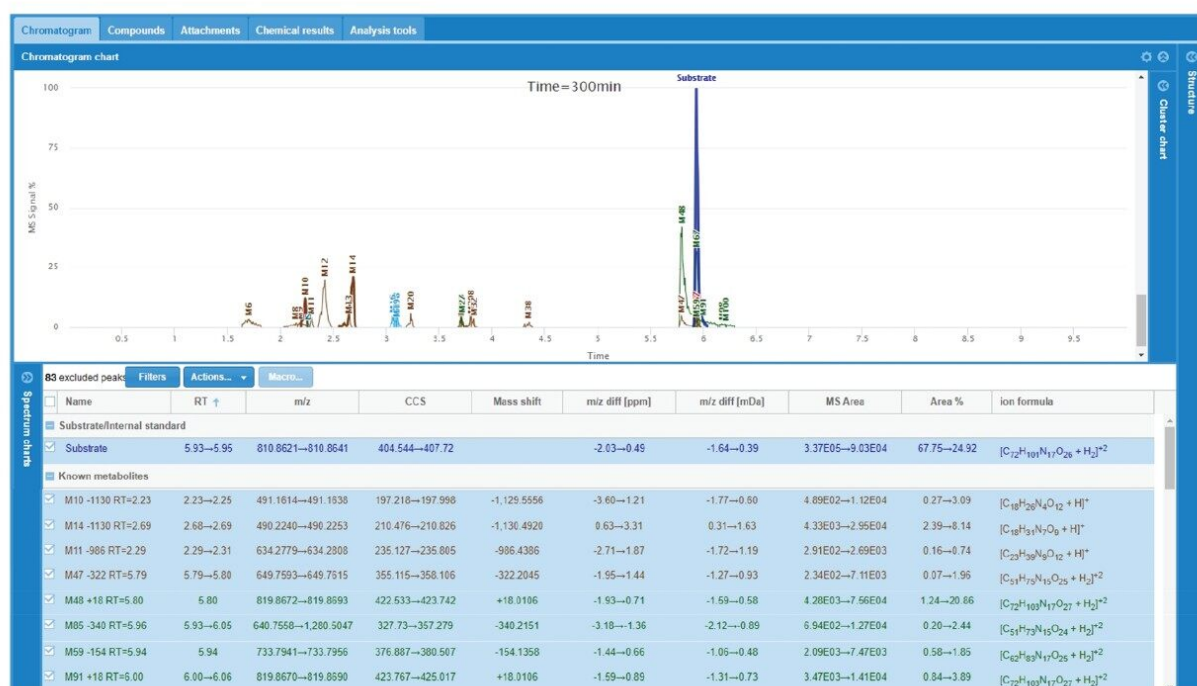 Chromatogram Compounds Attachments Chemical results Analysis tools
Chromatogram chart
Time=300min
Substrate
100
75
50
25
0
MS Signal %
M6
M10
M11
M12
M14
M20
M38
M48
M47
M91
0.5 1 1.5 2 2.5 3 3.5 4 4.5 5 5.5 6 6.5 7 7.5 8 8.5 9 9.5
Time
Cluster chart
Structure
Spectrum charts
83 excluded peaks Filters Actions... Macro...
Name RT m/z CCS Mass shift m/z diff [ppm] m/z diff [mDa] MS Area Area % ion formula
Substrate/Internal standard
Substrate 5.93→5.95 810.8621→810.8641 404.544→407.72 -2.03→0.49 -1.64→0.39 3.37E05→9.03E04 67.75→24.92 [C72H101N17O26 + H2]+2
Known metabolites
M10 -1130 RT=2.23 2.23→2.25 491.1614→491.1638 197.218→197.998 -1,129.5556 -3.60→1.21 -1.77→0.60 4.89E02→1.12E04 0.27→3.09 [C18H26N4O12 + H]+
M14 -1130 RT=2.69 2.68→2.69 490.2240→490.2253 210.476→210.826 -1,130.4920 0.63→3.31 0.31→1.63 4.33E03→2.95E04 2.39→8.14 [C18H31N7O9 + H]+
M11 -986 RT=2.29 2.29→2.31 634.2779→634.2808 235.127→235.805 -986.4386 -2.71→1.87 -1.72→1.19 2.91E02→2.69E03 0.16→0.74 [C23H39N9O12 + H]+
M47 -322 RT=5.79 5.79→5.80 649.7593→649.7615 355.115→358.106 -322.2045 -1.95→1.44 -1.27→0.93 2.34E02→7.11E03 0.07→1.96 [C51H75N15O25 + H2]+2
M48 +18 RT=5.80 5.80 819.8672→819.8693 422.533→423.742 +18.0106 -1.93→0.71 -1.59→0.58 4.28E03→7.56E04 1.24→20.86 [C72H103N17O27 + H2]+2
M85 -340 RT=5.96 5.93→6.05 640.7558→1,280.5047 327.73→357.279 -340.2151 -3.18→-1.36 -2.12→-0.89 6.94E02→1.27E04 0.20→2.44 [C51H73N15O24 + H2]+2
M59 -154 RT=5.94 5.94 733.7941→733.7956 376.887→380.507 -154.1358 -1.44→0.66 -1.06→0.48 2.09E03→7.47E03 0.58→1.85 [C62H83N17O25 + H2]+2
M91 +18 RT=6.00 6.00→6.06 819.8670→819.8690 423.767→425.017 +18.0106 -1.59→0.89 -1.31→0.73 3.47E03→1.41E04 0.84→3.89 [C72H103N17O27 + H2]+2